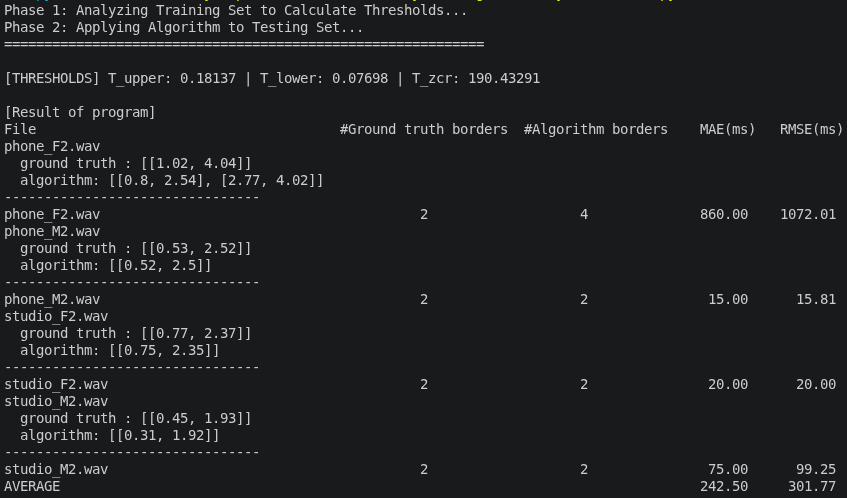 Phase 1: Analyzing Training Set to Calculate Thresholds...
Phase 2: Applying Algorithm to Testing Set...
============================================================
[THRESHOLDS] T_upper: 0.18137 | T_lower: 0.07698 | T_zcr: 190.43291
[Result of program]
File #Ground truth borders #Algorithm borders MAE(ms) RMSE(ms)
phone_F2.wav
ground truth : [[1.02, 4.04]]
algorithm: [[0.8, 2.54], [2.77, 4.02]]
--------------------------------
phone_F2.wav 2 4 860.00 1072.01
phone_M2.wav
ground truth : [[0.53, 2.52]]
algorithm: [[0.52, 2.5]]
--------------------------------
phone_M2.wav 2 2 15.00 15.81
studio_F2.wav
ground truth : [[0.77, 2.37]]
algorithm: [[0.75, 2.35]]
--------------------------------
studio_F2.wav 2 2 20.00 20.00
studio_M2.wav
ground truth : [[0.45, 1.93]]
algorithm: [[0.31, 1.92]]
--------------------------------
studio_M2.wav 2 2 75.00 99.25
AVERAGE 242.50 301.77